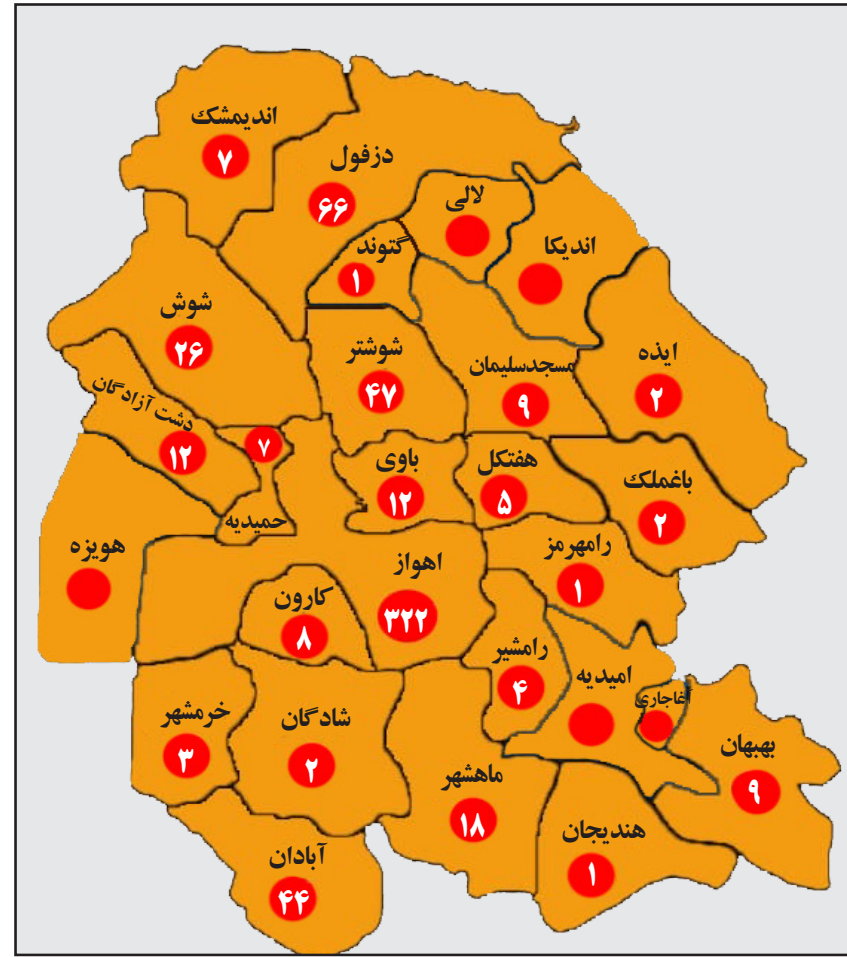 اندیمشک
۷
دزفول
۶۶
لالی
اندیکا
گتوند
۱
شوش
۲۶
شوشتر
۴۷
مسجدسلیمان
۹
ایذه
۲
دشت آزادگان
۱۲
۷
حمیدیه
باوی
۱۲
هفتکل
۵
باغملک
۲
هویزه
اهواز
۳۲۲
کارون
۸
رامهرمز
۱
رامشیر
۴
امیدیه
آغاجاری
خرمشهر
۳
شادگان
۲
ماهشهر
۱۸
بهبهان
۹
هندیجان
۱
آبادان
۴۴